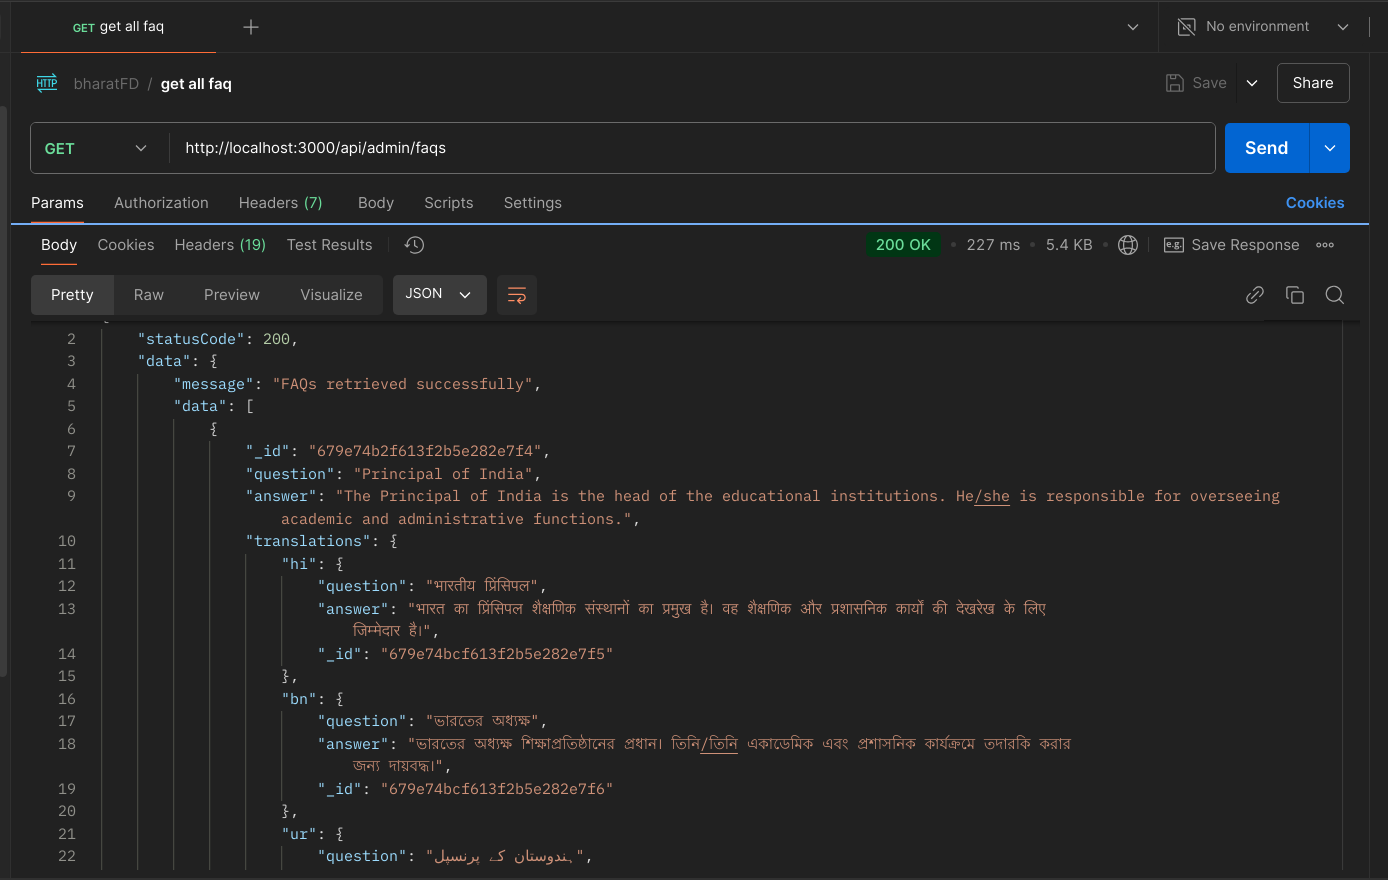 GET get all faq
No environment
HTTP bharatFD / get all faq
Save
Share
GET
http://localhost:3000/api/admin/faqs
Send
Params Authorization Headers (7) Body Scripts Settings Cookies
Body Cookies Headers (19) Test Results 200 OK • 227 ms • 5.4 KB • e.g. Save Response
Pretty Raw Preview Visualize JSON
2 "statusCode": 200,
3 "data": {
4 "message": "FAQs retrieved successfully",
5 "data": [
6 {
7 "_id": "679e74b2f613f2b5e282e7f4",
8 "question": "Principal of India",
9 "answer": "The Principal of India is the head of the educational institutions. He/she is responsible for overseeing
academic and administrative functions.",
10 "translations": {
11 "hi": {
12 "question": "भारतीय प्रिंसिपल",
13 "answer": "भारत का प्रिंसिपल शैक्षणिक संस्थानों का प्रमुख है। वह शैक्षणिक और प्रशासनिक कार्यों की देखरेख के लिए
जिम्मेदार है।",
14 "_id": "679e74bcf613f2b5e282e7f5"
15 },
16 "bn": {
17 "question": "ভারতের অধ্যক্ষ",
18 "answer": "ভারতের অধ্যক্ষ শিক্ষাপ্রতিষ্ঠানের প্রধান। তিনি/তিনি একাডেমিক এবং প্রশাসনিক কার্যক্রমে তদারকি করার
জন্য দায়বদ্ধ।",
19 "_id": "679e74bcf613f2b5e282e7f6"
20 },
21 "ur": {
22 "question": "ہندوستان کے پرنسپل",